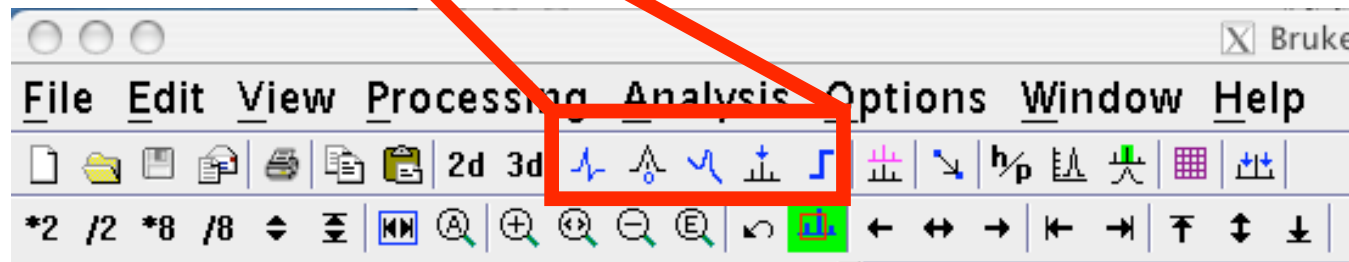 X Bruke
File Edit View Processing Analysis Options Window Help
2d 3d h/p
*2 /2 *8 /8 A E